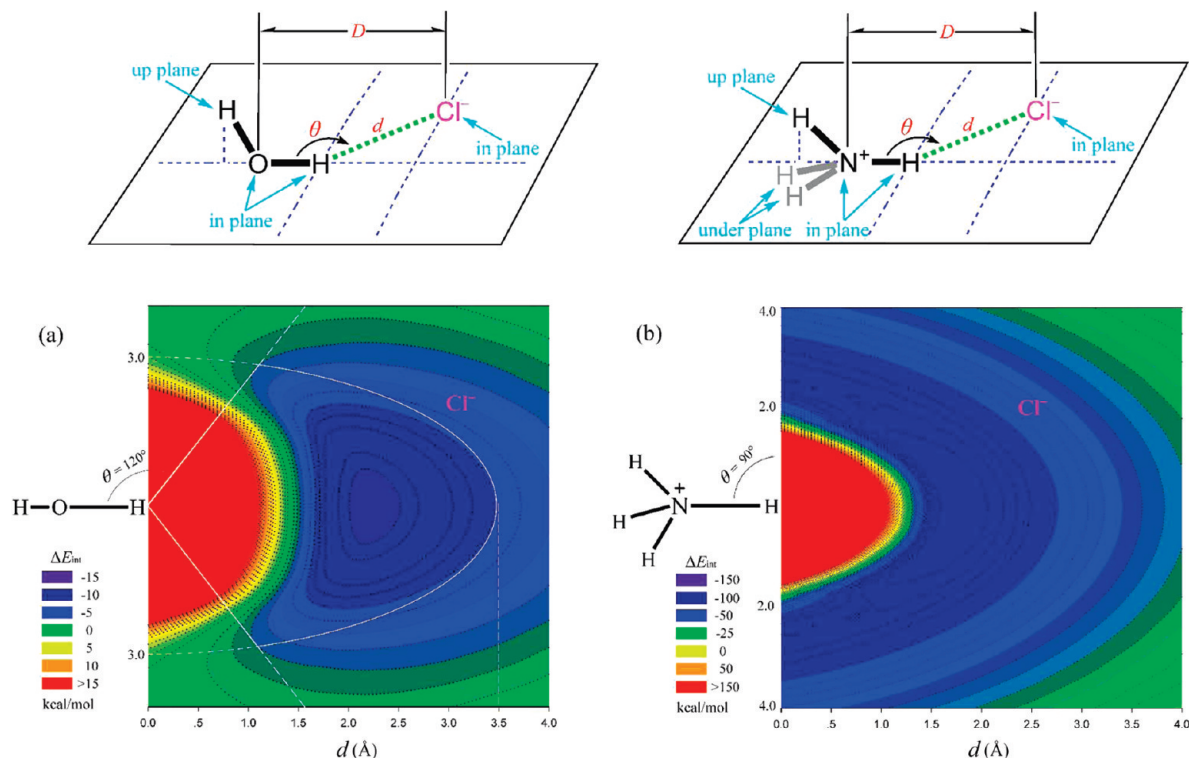 D
up plane
H
θ
d
Cl⁻
in plane
O
H
in plane
D
up plane
H
θ
d
Cl⁻
in plane
H
H
N⁺
H
under plane
in plane
(a)
3.0
Cl⁻
θ = 120°
H
O
H
3.0
ΔEint
-15
-10
-5
0
5
10
>15
kcal/mol
0.0 .5 1.0 1.5 2.0 2.5 3.0 3.5 4.0
d (Å)
(b)
4.0
2.0
Cl⁻
θ = 90°
H
H
N
+
H
H
2.0
4.0
ΔEint
-150
-100
-50
-25
0
50
>150
kcal/mol
0.0 .5 1.0 1.5 2.0 2.5 3.0 3.5 4.0
d (Å)